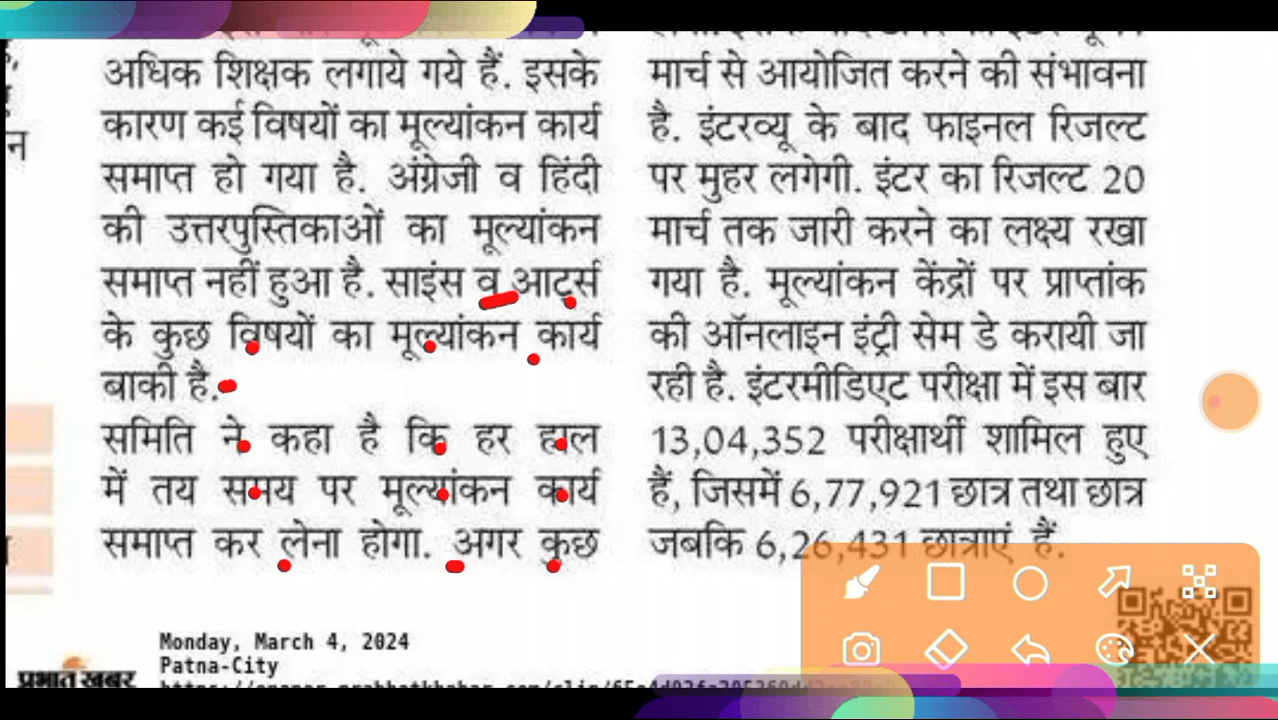 अधिक शिक्षक लगाये गये हैं. इसके
कारण कई विषयों का मूल्यांकन कार्य
समाप्त हो गया है. अंग्रेजी व हिंदी
की उत्तरपुस्तिकाओं का मूल्यांकन
समाप्त नहीं हुआ है. साइंस व आर्ट्स
के कुछ विषयों का मूल्यांकन कार्य
बाकी है.
समिति ने कहा है कि हर हाल
में तय समय पर मूल्यांकन कार्य
समाप्त कर लेना होगा. अगर कुछ
मार्च से आयोजित करने की संभावना
है. इंटरव्यू के बाद फाइनल रिजल्ट
पर मुहर लगेगी. इंटर का रिजल्ट 20
मार्च तक जारी करने का लक्ष्य रखा
गया है. मूल्यांकन केंद्रों पर प्राप्तांक
की ऑनलाइन इंट्री सेम डे करायी जा
रही है. इंटरमीडिएट परीक्षा में इस बार
13,04,352 परीक्षार्थी शामिल हुए
हैं, जिसमें 6,77,921 छात्र तथा छात्र
जबकि 6,26,431 छात्राएं हैं.
Monday, March 4, 2024
Patna-City
प्रभात खबर